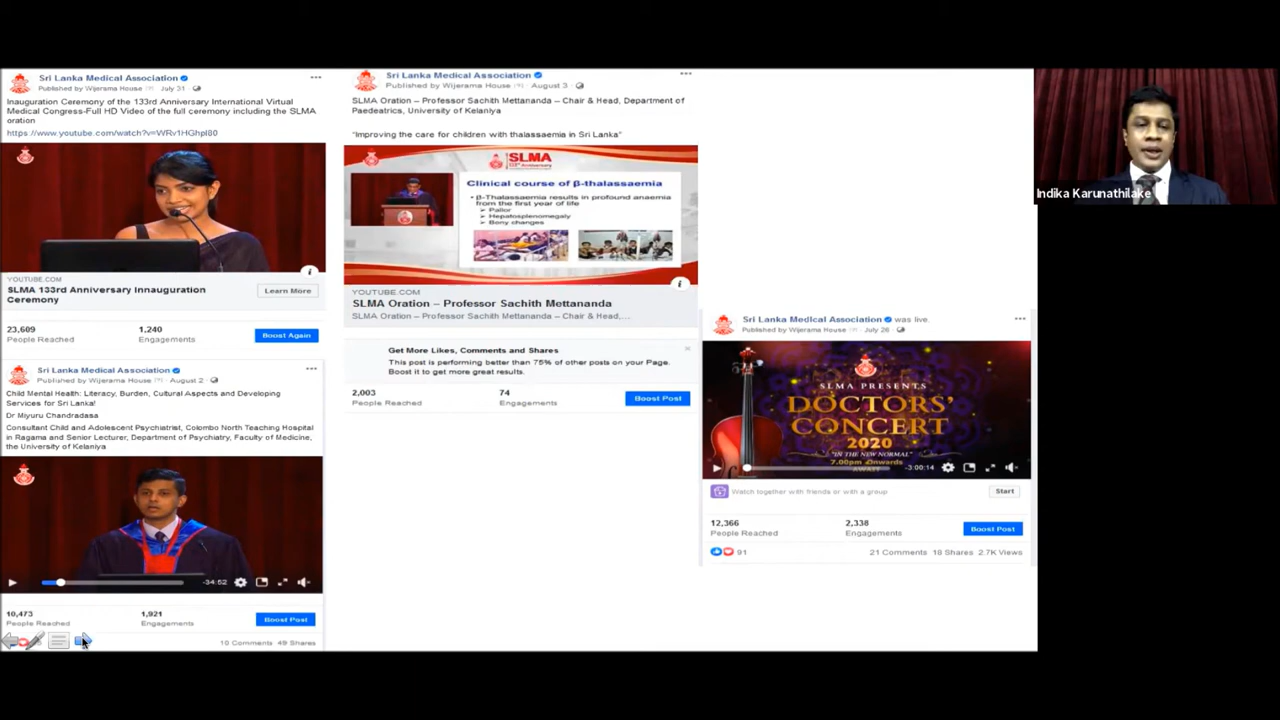 Sri Lanka Medical Association
Published by Wijerama House July 31
Inauguration Ceremony of the 133rd Anniversary International Virtual
Medical Congress-Full HD Video of the full ceremony including the SLMA
oration
https://www.youtube.com/watch?v=WRv1HGhpl80
YOUTUBE.COM
SLMA 133rd Anniversary Innauguration
Ceremony
Learn More
23,609
People Reached
1,240
Engagements
Boost Again
Sri Lanka Medical Association
Published by Wijerama House August 2
Child Mental Health: Literacy, Burden, Cultural Aspects and Developing
Services for Sri Lanka!
Dr Miyuru Chandradasa
Consultant Child and Adolescent Psychiatrist, Colombo North Teaching Hospital
in Ragama and Senior Lecturer, Department of Psychiatry, Faculty of Medicine,
the University of Kelaniya
-34:52
10,473
People Reached
1,921
Engagements
Boost Post
10 Comments 49 Shares
Sri Lanka Medical Association
Published by Wijerama House August 3
SLMA Oration – Professor Sachith Mettananda – Chair & Head, Department of
Paedeatrics, University of Kelaniya
"Improving the care for children with thalassaemia in Sri Lanka"
SLMA
Clinical course of β-thalassaemia
• β-Thalassaemia results in profound anaemia
from the first year of life
➢ Pallor
➢ Hepatosplenomegaly
➢ Bony changes
YOUTUBE.COM
SLMA Oration – Professor Sachith Mettananda
SLMA Oration – Professor Sachith Mettananda – Chair & Head,...
Get More Likes, Comments and Shares
This post is performing better than 75% of other posts on your Page.
Boost it to get more great results.
2,003
People Reached
74
Engagements
Boost Post
Sri Lanka Medical Association was live.
Published by Wijerama House July 26
SLMA PRESENTS
DOCTORS'
CONCERT
2020
"IN THE NEW NORMAL"
7.00pm Onwards
-3:00:14
Watch together with friends or with a group
Start
12,366
People Reached
2,338
Engagements
Boost Post
91
21 Comments 18 Shares 2.7K Views
Indika Karunathilake